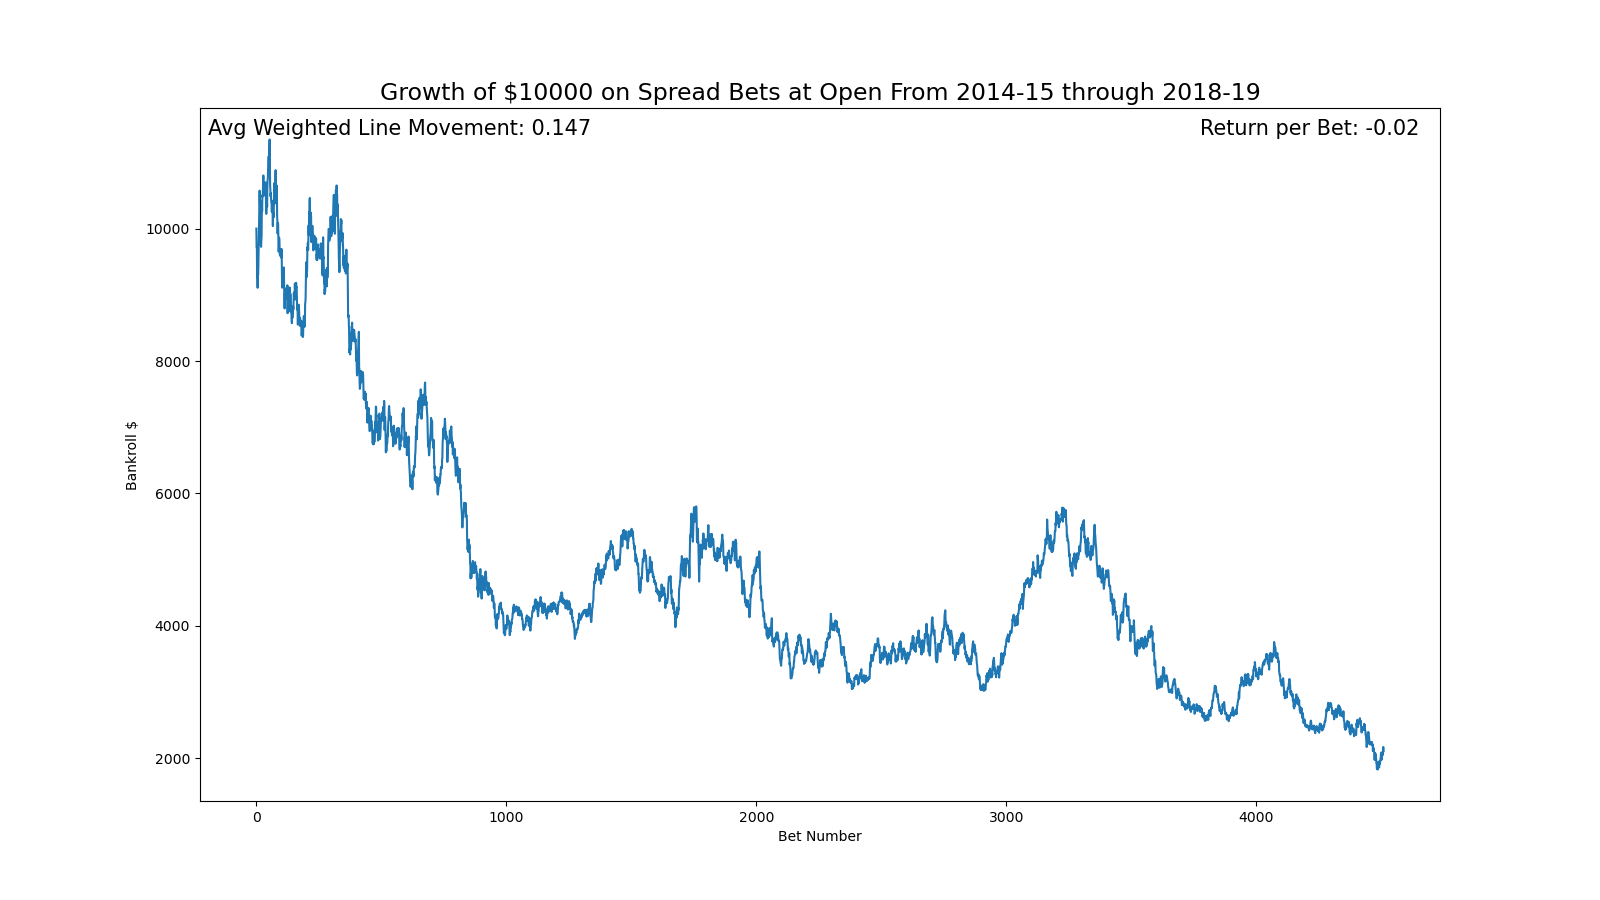 Growth of $10000 on Spread Bets at Open From 2014-15 through 2018-19
Avg Weighted Line Movement: 0.147
Return per Bet: -0.02
10000
8000
6000
4000
2000
Bankroll $
0
1000
2000
3000
4000
Bet Number